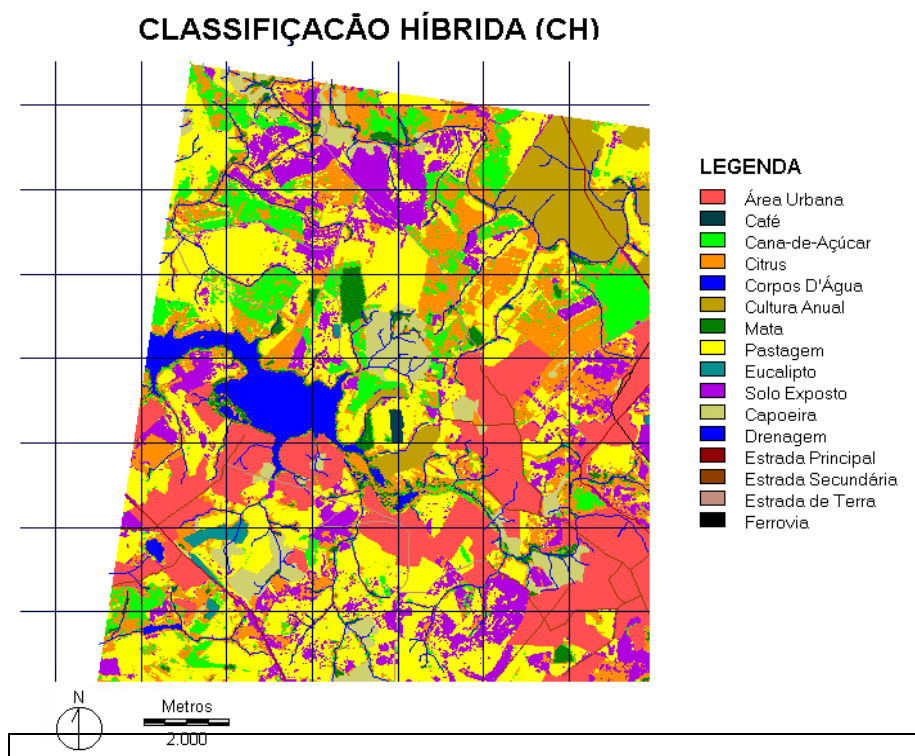 CLASSIFIÇACÃO HÍBRIDA (CH)
LEGENDA
Área Urbana
Café
Cana-de-Açúcar
Citrus
Corpos D'Água
Cultura Anual
Mata
Pastagem
Eucalipto
Solo Exposto
Capoeira
Drenagem
Estrada Principal
Estrada Secundária
Estrada de Terra
Ferrovia
N
Metros
2.000